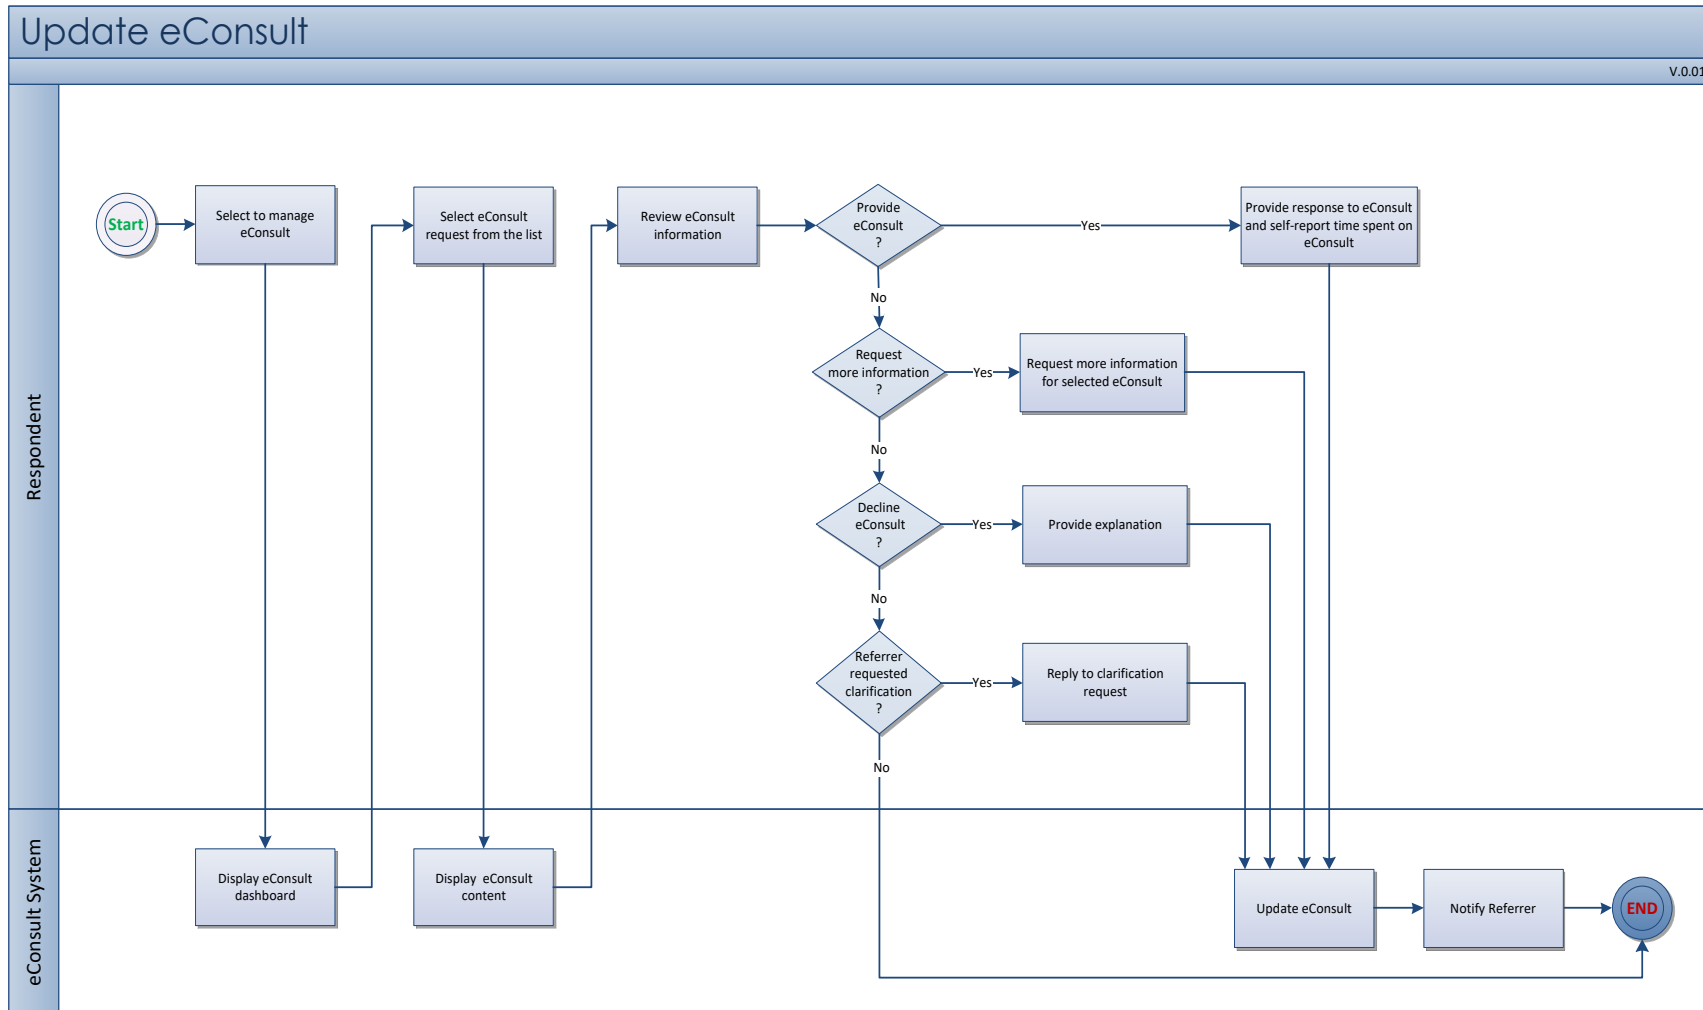 Update eConsult
V.0.01
Respondent
Start
Select to manage
eConsult
Select eConsult
request from the list
Review eConsult
information
Provide
eConsult
?
Yes
Provide response to eConsult
and self-report time spent on
eConsult
No
Request
more information
?
Yes
Request more information
for selected eConsult
No
Decline
eConsult
?
Yes
Provide explanation
No
Referrer
requested
clarification
?
Yes
Reply to clarification
request
No
eConsult System
Display eConsult
dashboard
Display eConsult
content
Update eConsult
Notify Referrer
END